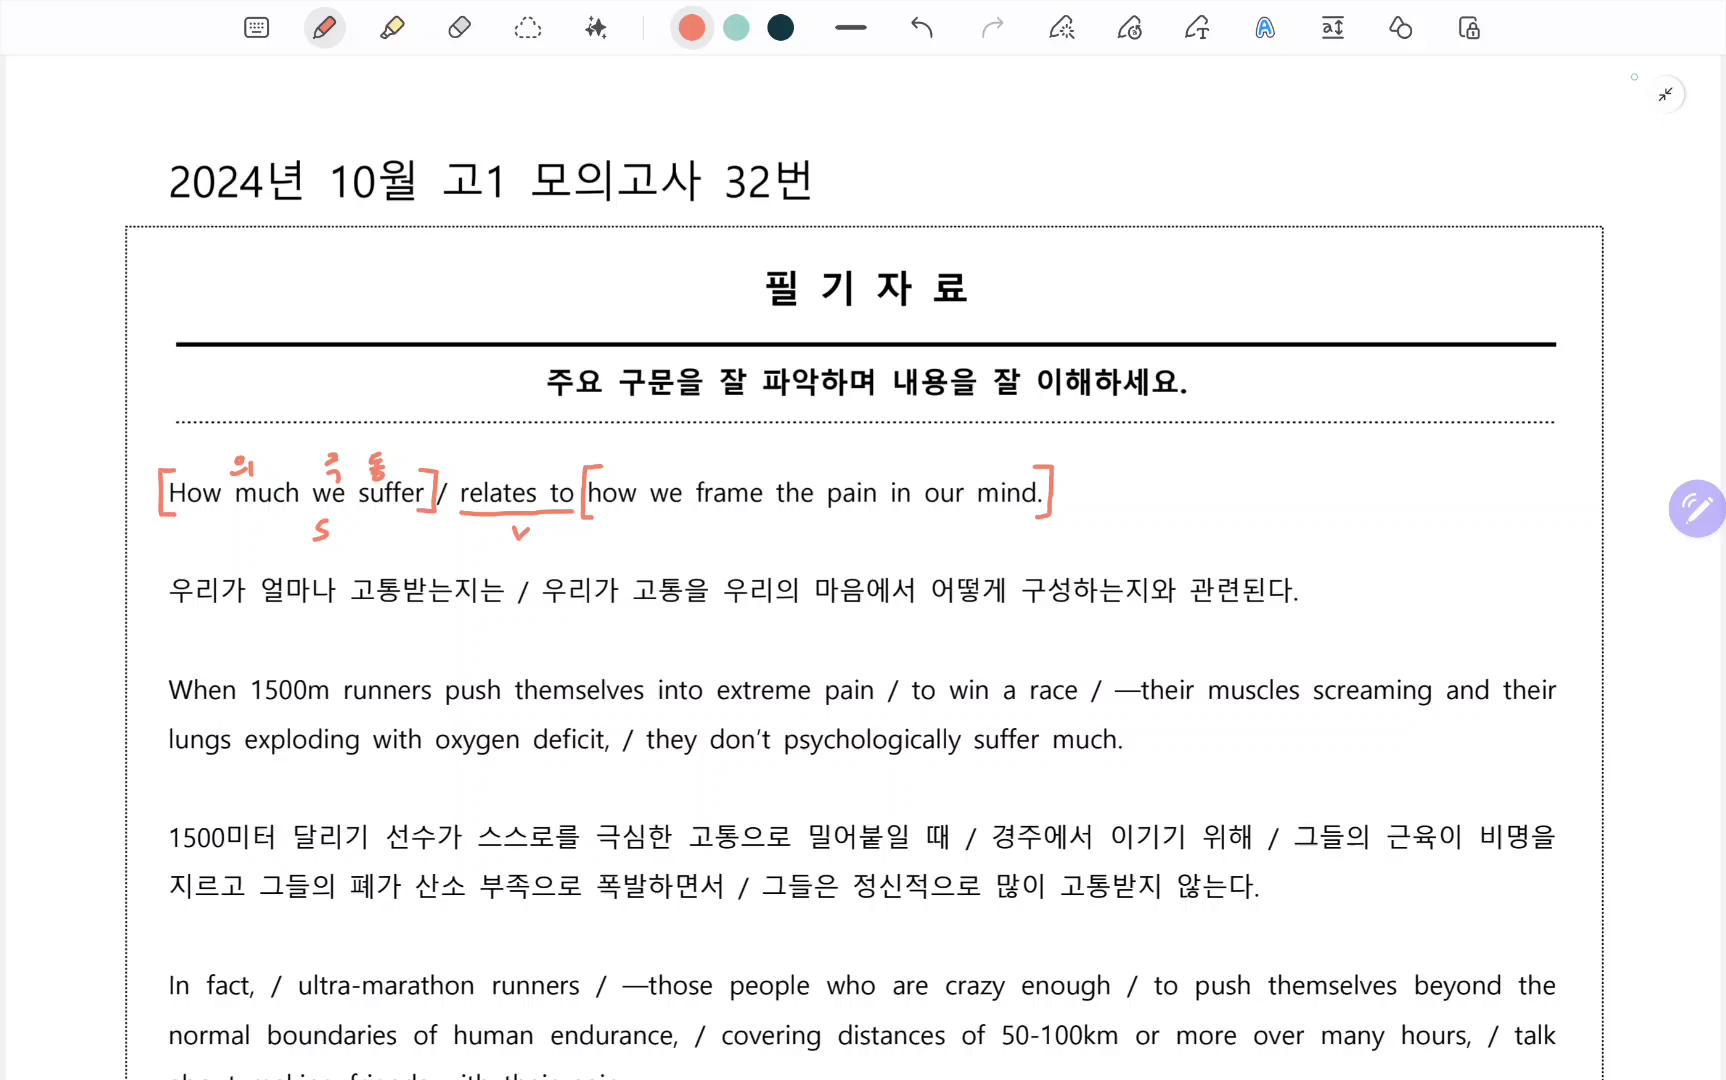 2024년 10월 고1 모의고사 32번
필 기 자 료
주요 구문을 잘 파악하며 내용을 잘 이해하세요.
의 주 동
[How much we suffer] / relates to [how we frame the pain in our mind.]
S V
우리가 얼마나 고통받는지는 / 우리가 고통을 우리의 마음에서 어떻게 구성하는지와 관련된다.
When 1500m runners push themselves into extreme pain / to win a race / —their muscles screaming and their
lungs exploding with oxygen deficit, / they don't psychologically suffer much.
1500미터 달리기 선수가 스스로를 극심한 고통으로 밀어붙일 때 / 경주에서 이기기 위해 / 그들의 근육이 비명을
지르고 그들의 폐가 산소 부족으로 폭발하면서 / 그들은 정신적으로 많이 고통받지 않는다.
In fact, / ultra-marathon runners / —those people who are crazy enough / to push themselves beyond the
normal boundaries of human endurance, / covering distances of 50-100km or more over many hours, / talk